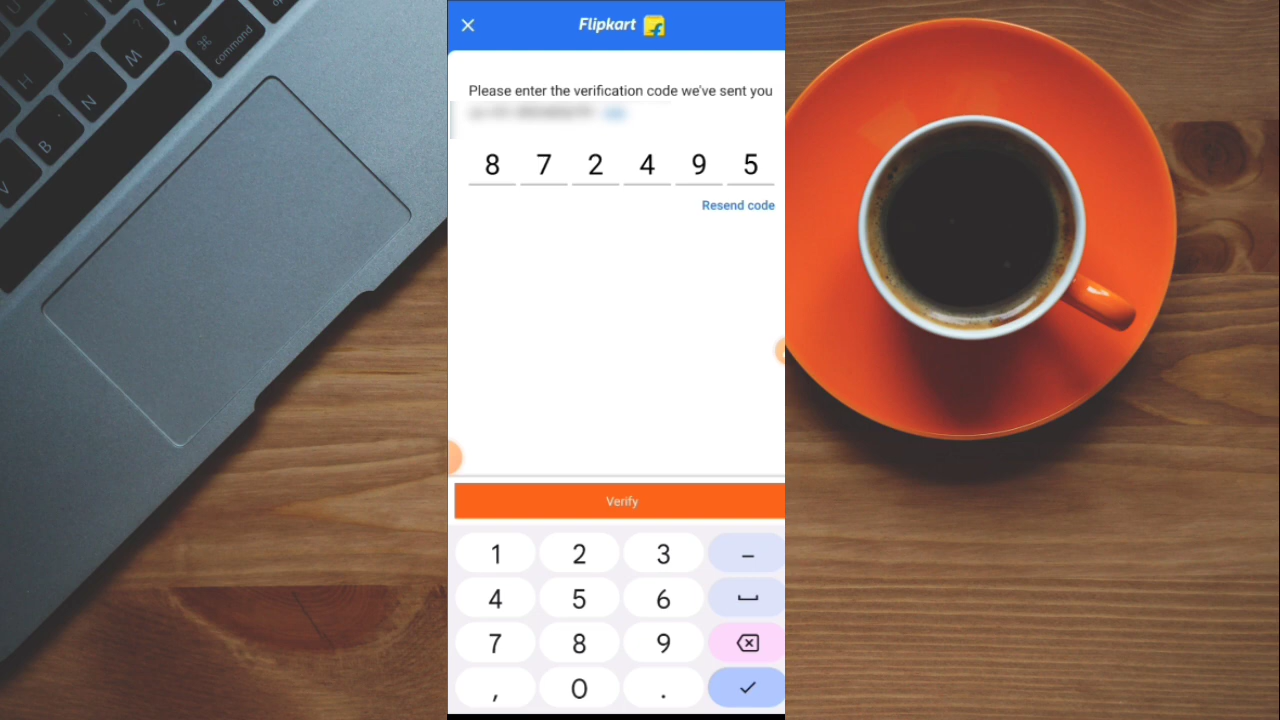 U
J
H
M
N
B
V
<
?
⌘
command
Flipkart
Please enter the verification code we've sent you
8 7 2 4 9 5
Resend code
Verify
1 2 3 –
4 5 6
7 8 9
, 0 .